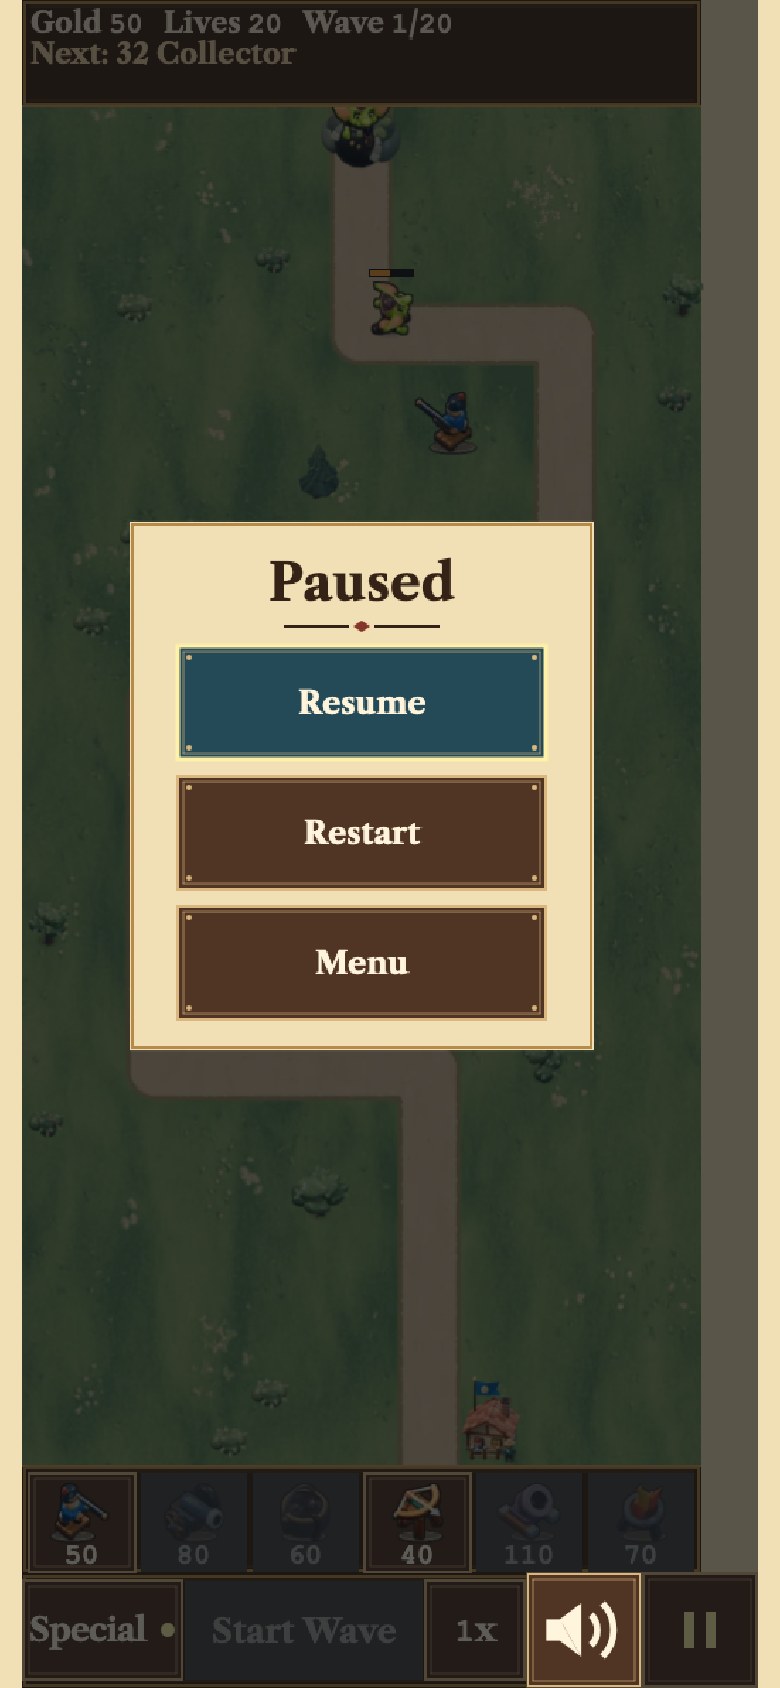 Gold 50 Lives 20 Wave 1/20
Next: 32 Collector
Paused
Resume
Restart
Menu
50 80 60 40 110 70
Special Start Wave 1x